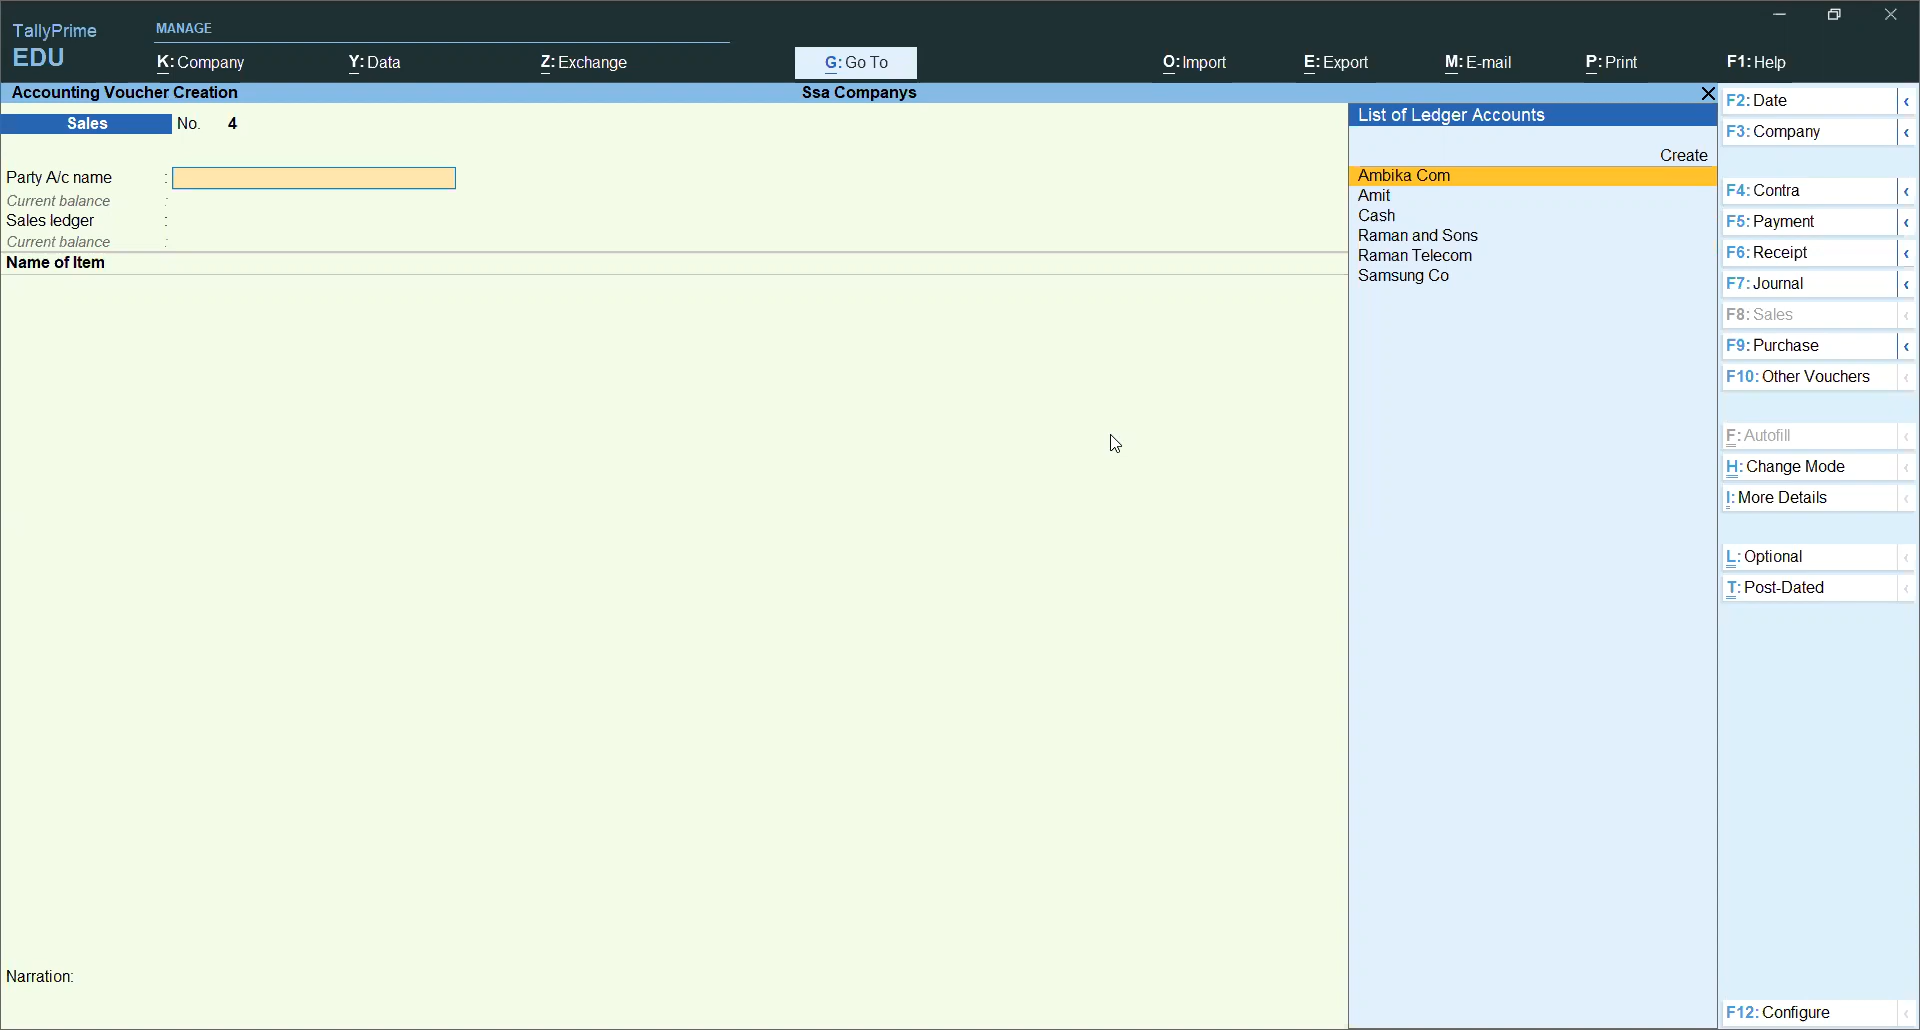 TallyPrime
EDU
MANAGE
K: Company
Y: Data
Z: Exchange
G: Go To
O: Import
E: Export
M: E-mail
P: Print
F1: Help
Accounting Voucher Creation
Ssa Companys
Sales
No. 4
Party A/c name :
Current balance :
Sales ledger :
Current balance :
Name of Item
Narration:
List of Ledger Accounts
Create
Ambika Com
Amit
Cash
Raman and Sons
Raman Telecom
Samsung Co
F2: Date
F3: Company
F4: Contra
F5: Payment
F6: Receipt
F7: Journal
F8: Sales
F9: Purchase
F10: Other Vouchers
F: Autofill
H: Change Mode
I: More Details
L: Optional
T: Post-Dated
F12: Configure